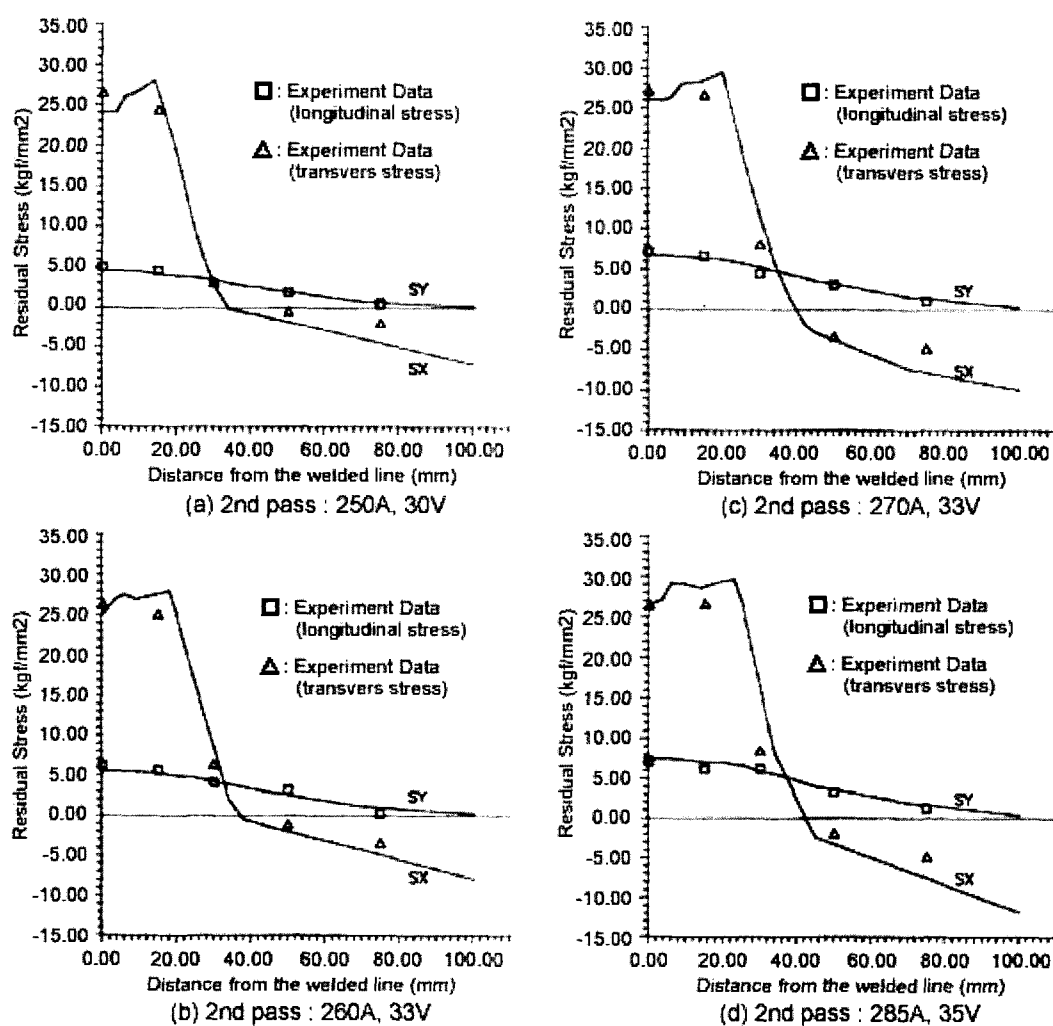 35.00
30.00
25.00
20.00
15.00
10.00
5.00
0.00
-5.00
-10.00
-15.00
Residual Stress (kgf/mm2)
: Experiment Data
(longitudinal stress)
: Experiment Data
(transvers stress)
SY
SX
0.00 20.00 40.00 60.00 80.00 100.00
Distance from the welded line (mm)
(a) 2nd pass : 250A, 30V
35.00
30.00
25.00
20.00
15.00
10.00
5.00
0.00
-5.00
-10.00
-15.00
Residual Stress (kgf/mm2)
: Experiment Data
(longitudinal stress)
: Experiment Data
(transvers stress)
SY
SX
0.00 20.00 40.00 60.00 80.00 100.00
Distance from the welded line (mm)
(c) 2nd pass : 270A, 33V
35.00
30.00
25.00
20.00
15.00
10.00
5.00
0.00
-5.00
-10.00
-15.00
Residual Stress (kgf/mm2)
: Experiment Data
(longitudinal stress)
: Experiment Data
(transvers stress)
SY
SX
0.00 20.00 40.00 60.00 80.00 100.00
Distance from the welded line (mm)
(b) 2nd pass : 260A, 33V
35.00
30.00
25.00
20.00
15.00
10.00
5.00
0.00
-5.00
-10.00
-15.00
Residual Stress (kgf/mm2)
: Experiment Data
(longitudinal stress)
: Experiment Data
(transvers stress)
SY
SX
0.00 20.00 40.00 60.00 80.00 100.00
Distance from the welded line (mm)
(d) 2nd pass : 285A, 35V